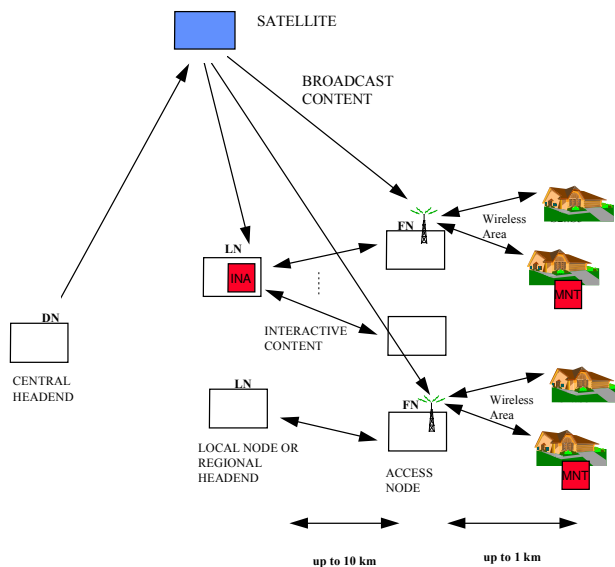 SATELLITE
BROADCAST
CONTENT
FN
Wireless
Area
LN
INA
MNT
DN
INTERACTIVE
CONTENT
CENTRAL
HEADEND
LN
FN
Wireless
Area
LOCAL NODE OR
REGIONAL
HEADEND
ACCESS
NODE
MNT
up to 10 km
up to 1 km